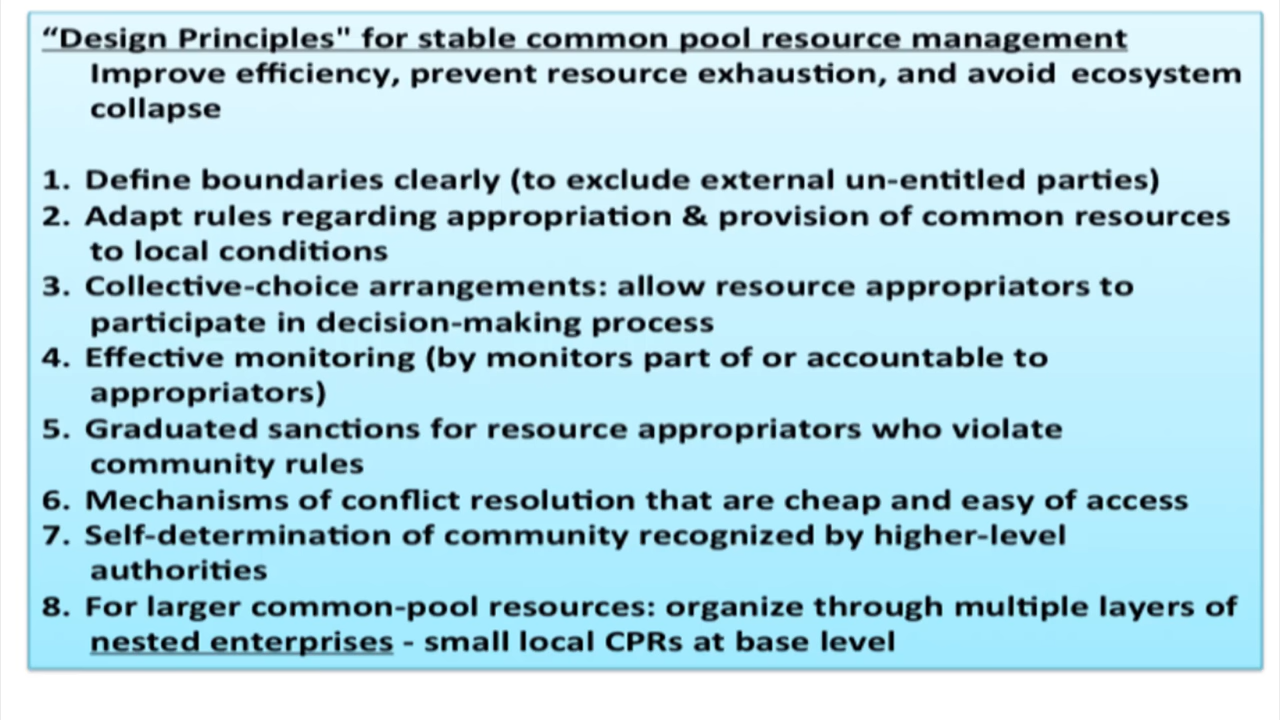 “Design Principles" for stable common pool resource management
Improve efficiency, prevent resource exhaustion, and avoid ecosystem
collapse
1. Define boundaries clearly (to exclude external un-entitled parties)
2. Adapt rules regarding appropriation & provision of common resources
to local conditions
3. Collective-choice arrangements: allow resource appropriators to
participate in decision-making process
4. Effective monitoring (by monitors part of or accountable to
appropriators)
5. Graduated sanctions for resource appropriators who violate
community rules
6. Mechanisms of conflict resolution that are cheap and easy of access
7. Self-determination of community recognized by higher-level
authorities
8. For larger common-pool resources: organize through multiple layers of
nested enterprises - small local CPRs at base level